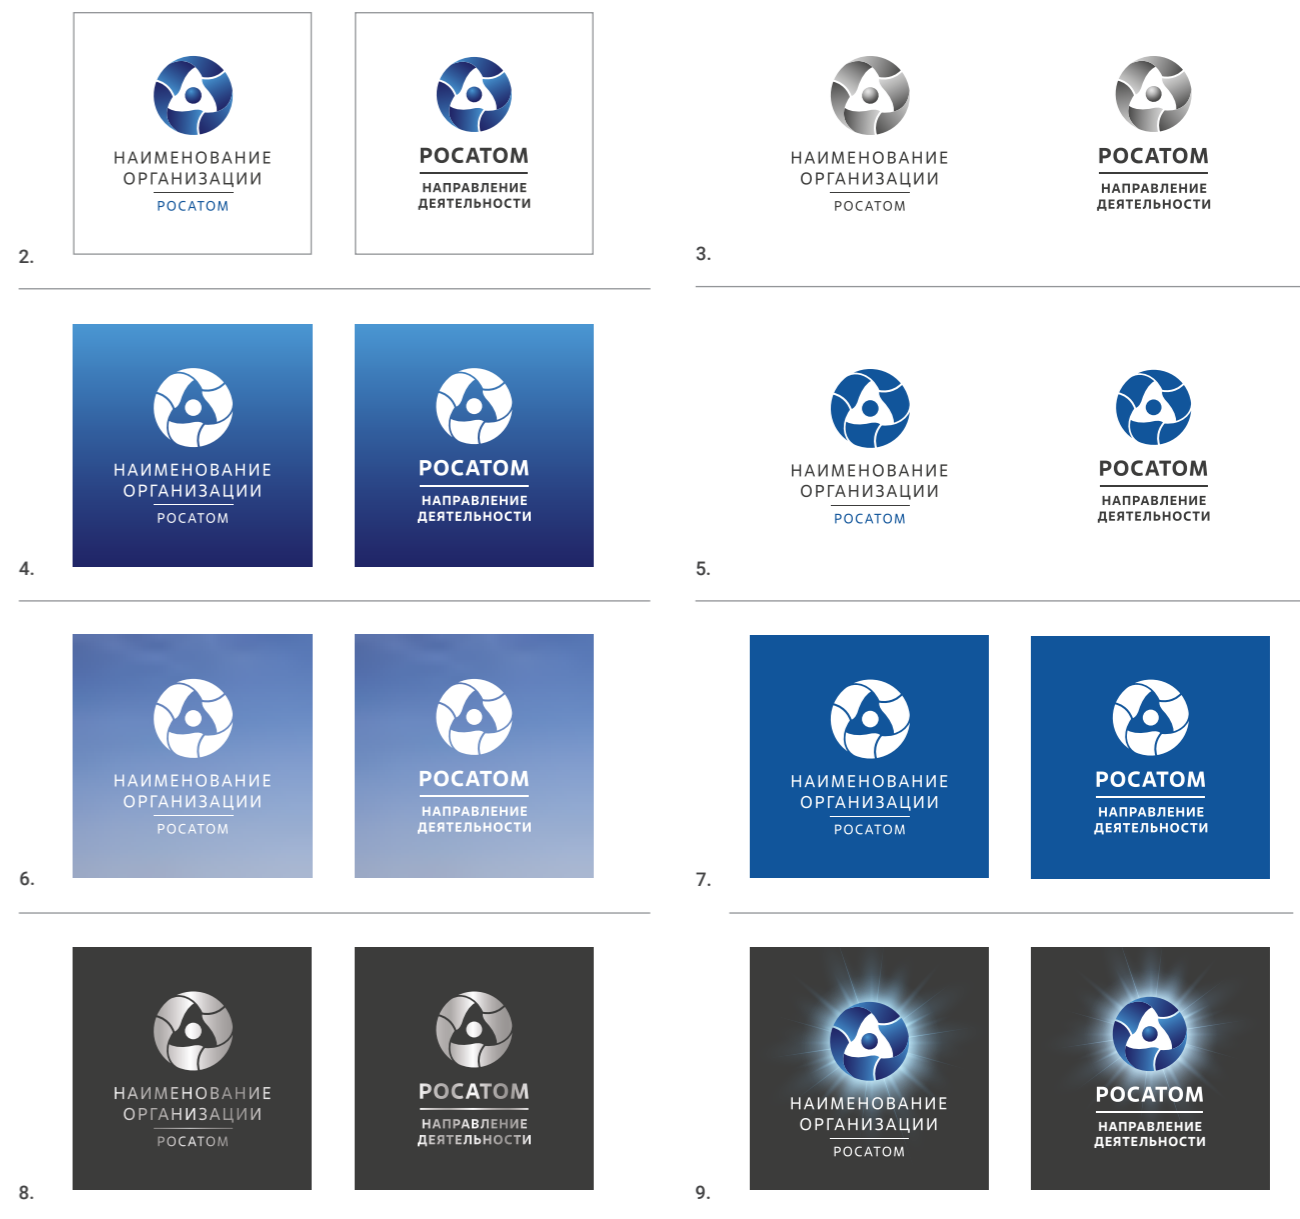 НАИМЕНОВАНИЕ
ОРГАНИЗАЦИИ
РОСАТОМ
РОСАТОМ
НАПРАВЛЕНИЕ
ДЕЯТЕЛЬНОСТИ
2.
НАИМЕНОВАНИЕ
ОРГАНИЗАЦИИ
РОСАТОМ
РОСАТОМ
НАПРАВЛЕНИЕ
ДЕЯТЕЛЬНОСТИ
3.
НАИМЕНОВАНИЕ
ОРГАНИЗАЦИИ
РОСАТОМ
РОСАТОМ
НАПРАВЛЕНИЕ
ДЕЯТЕЛЬНОСТИ
4.
НАИМЕНОВАНИЕ
ОРГАНИЗАЦИИ
РОСАТОМ
РОСАТОМ
НАПРАВЛЕНИЕ
ДЕЯТЕЛЬНОСТИ
5.
НАИМЕНОВАНИЕ
ОРГАНИЗАЦИИ
РОСАТОМ
РОСАТОМ
НАПРАВЛЕНИЕ
ДЕЯТЕЛЬНОСТИ
6.
НАИМЕНОВАНИЕ
ОРГАНИЗАЦИИ
РОСАТОМ
РОСАТОМ
НАПРАВЛЕНИЕ
ДЕЯТЕЛЬНОСТИ
7.
НАИМЕНОВАНИЕ
ОРГАНИЗАЦИИ
РОСАТОМ
РОСАТОМ
НАПРАВЛЕНИЕ
ДЕЯТЕЛЬНОСТИ
8.
НАИМЕНОВАНИЕ
ОРГАНИЗАЦИИ
РОСАТОМ
РОСАТОМ
НАПРАВЛЕНИЕ
ДЕЯТЕЛЬНОСТИ
9.